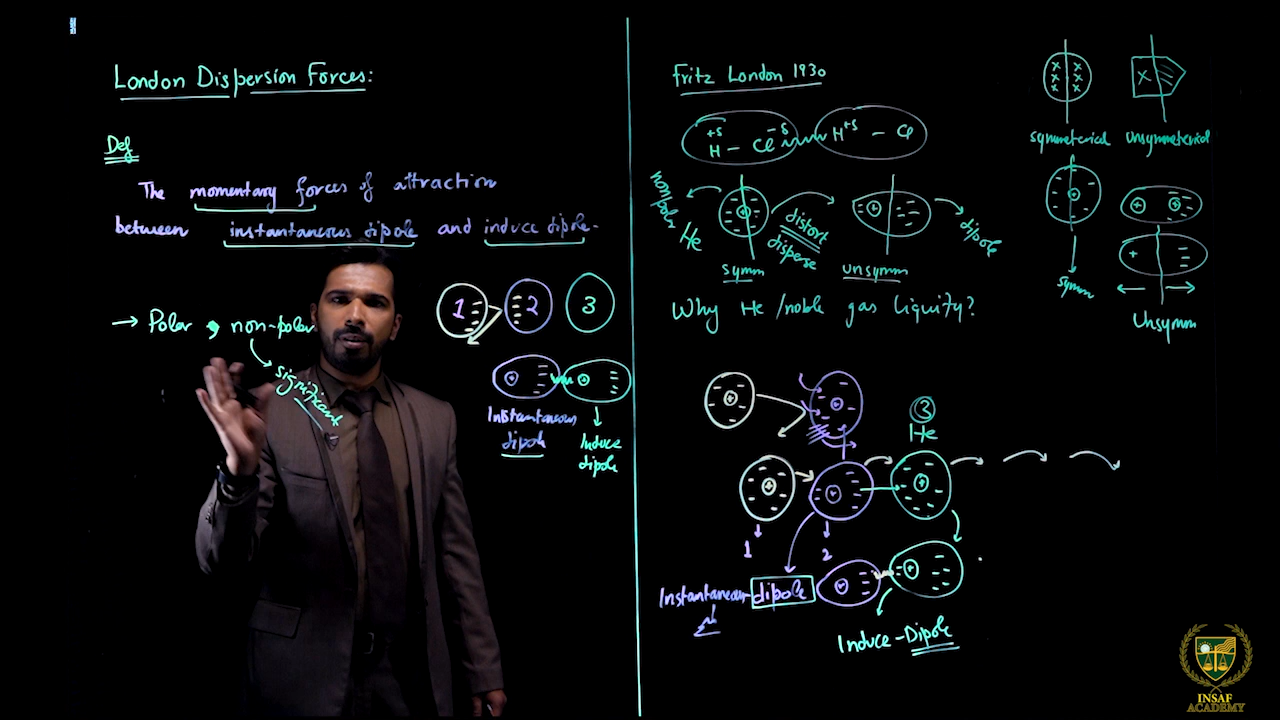 London Dispersion Forces:
Def
The momentary forces of attraction
between instantaneous dipole and induce dipole.
→ Polar, non-polar
significant
1 2 3
Instantaneous
dipole
Induce
dipole
Fritz London 1930
+δ -δ
H - Cl
H+δ - Cl
nonpolar
He
distort
disperse
dipole
symm
unsymm
Why He/noble gas liquify?
x x
x x
x x
x
symmeterical
unsymmeterical
symm
Unsymm
3
He
1
2
Instantaneous-dipole
Induce-Dipole
INSAF
ACADEMY